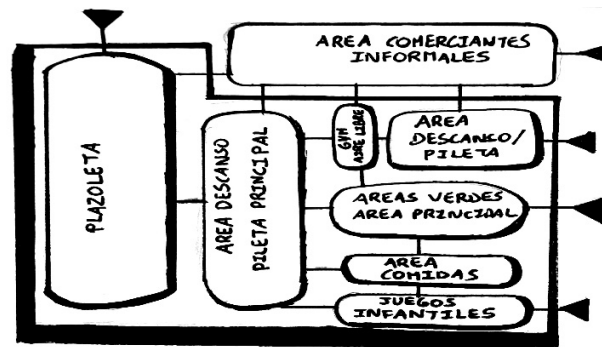 AREA COMERCIANTES
INFORMALES
PLAZOLETA
AREA DESCANSO
PILETA PRINCIPAL
GYM
AIRE LIBRE
AREA
DESCANSO/
PILETA
AREAS VERDES
AREA PRINCIPAL
AREA
COMIDAS
JUEGOS
INFANTILES